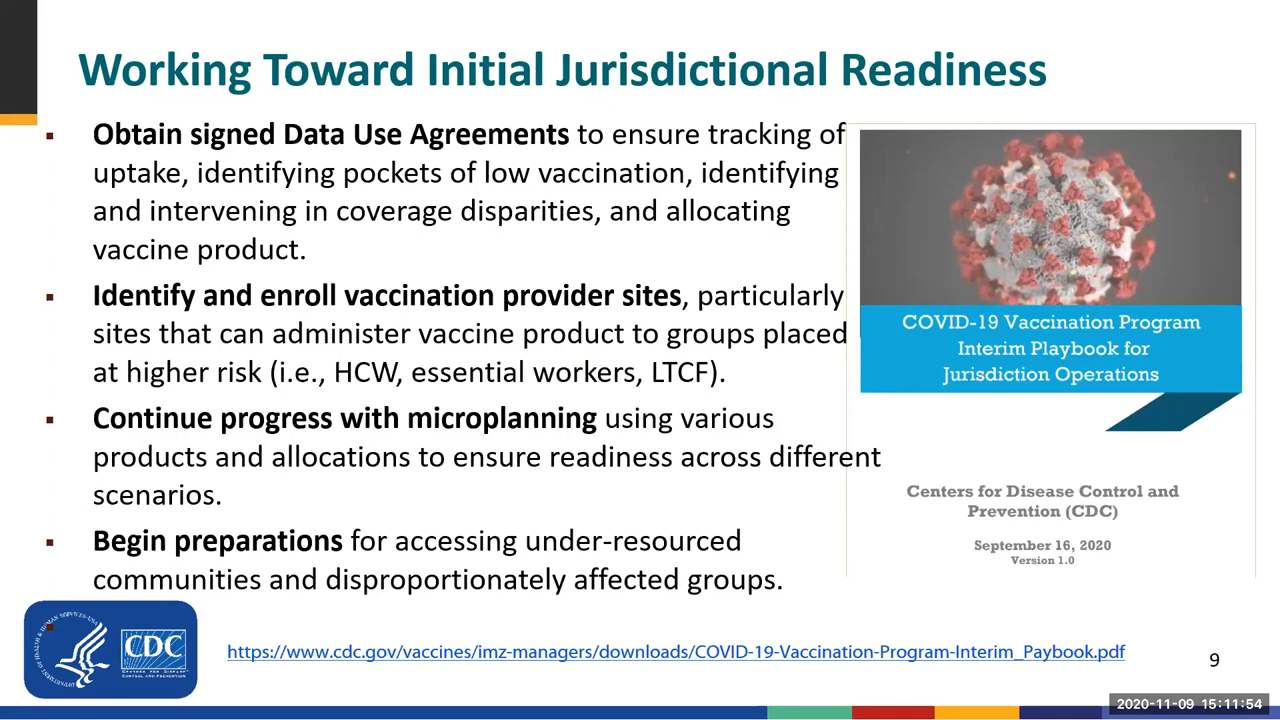 Working Toward Initial Jurisdictional Readiness
▪ Obtain signed Data Use Agreements to ensure tracking of
uptake, identifying pockets of low vaccination, identifying
and intervening in coverage disparities, and allocating
vaccine product.
▪ Identify and enroll vaccination provider sites, particularly
sites that can administer vaccine product to groups placed
at higher risk (i.e., HCW, essential workers, LTCF).
▪ Continue progress with microplanning using various
products and allocations to ensure readiness across different
scenarios.
▪ Begin preparations for accessing under-resourced
communities and disproportionately affected groups.
COVID-19 Vaccination Program
Interim Playbook for
Jurisdiction Operations
Centers for Disease Control and
Prevention (CDC)
September 16, 2020
Version 1.0
CDC
CENTERS FOR DISEASE
CONTROL AND PREVENTION
https://www.cdc.gov/vaccines/imz-managers/downloads/COVID-19-Vaccination-Program-Interim_Paybook.pdf
9
2020-11-09 15:11:54